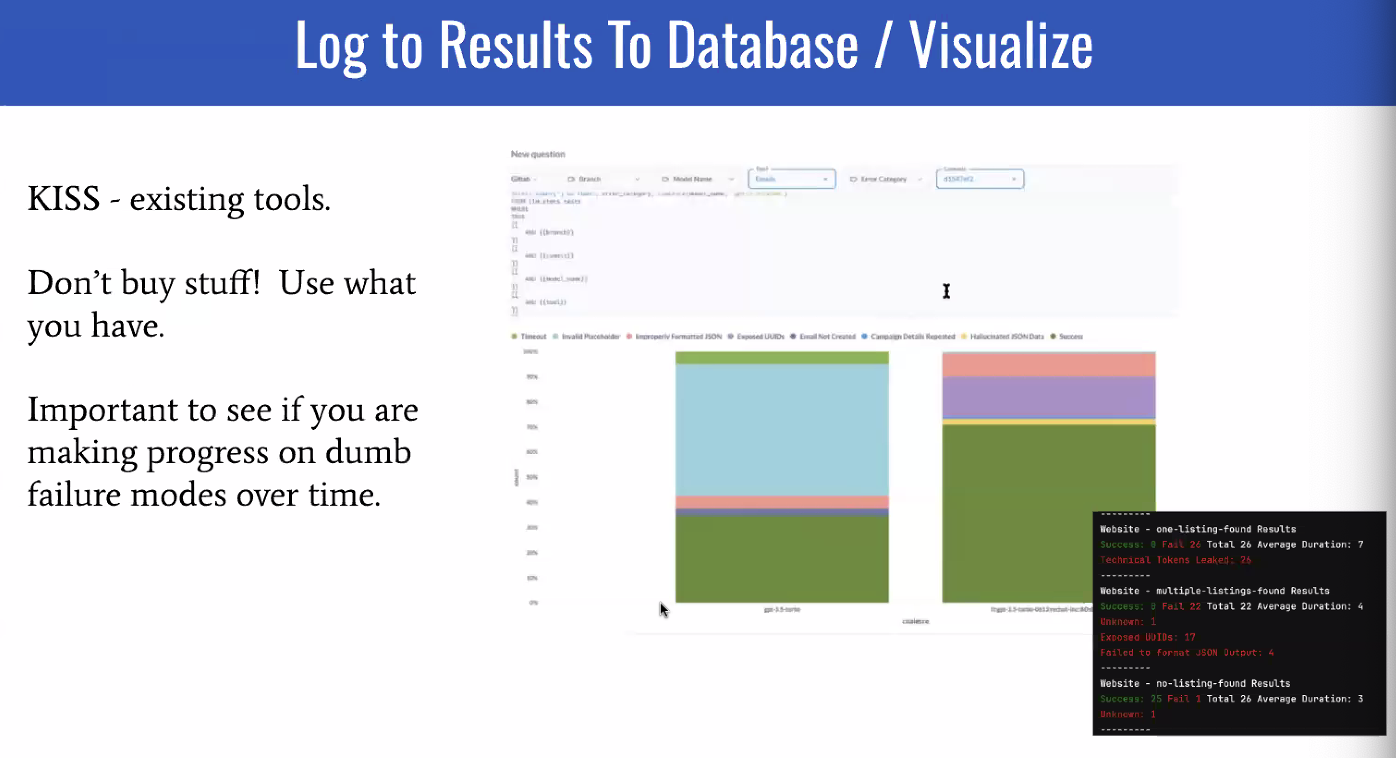 Log to Results To Database / Visualize
KISS - existing tools.
Don't buy stuff!  Use what
you have.
Important to see if you are
making progress on dumb
failure modes over time.
New question
Branch
Model Name
Emails
Error Category
AND {{branch}}
AND {{model_name}}
AND {{tool}}
Timeout Invalid Placeholder Improperly Formatted JSON Exposed UUIDs Email Not Created Campaign Details Repeated Hallucinated JSON Data Success
100%
90%
80%
70%
60%
50%
40%
30%
20%
10%
0%
count
gpt-3.5-turbo
coalesce
---------
Website - one-listing-found Results
Success: 0 Fail 26 Total 26 Average Duration: 7
Technical Tokens Leaked: 26
---------
Website - multiple-listings-found Results
Success: 0 Fail 22 Total 22 Average Duration: 4
Unknown: 1
Exposed UUIDs: 17
Failed to format JSON Output: 4
---------
Website - no-listing-found Results
Success: 25 Fail 1 Total 26 Average Duration: 3
Unknown: 1
---------